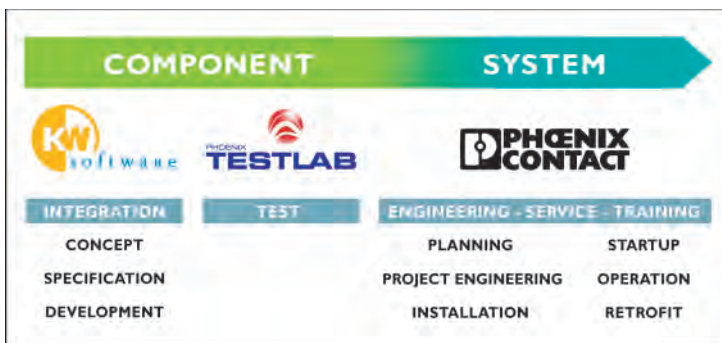 COMPONENT SYSTEM
KW
software
PHOENIX
TESTLAB
PHŒNIX
CONTACT
INTEGRATION TEST ENGINEERING - SERVICE - TRAINING
CONCEPT PLANNING STARTUP
SPECIFICATION PROJECT ENGINEERING OPERATION
DEVELOPMENT INSTALLATION RETROFIT